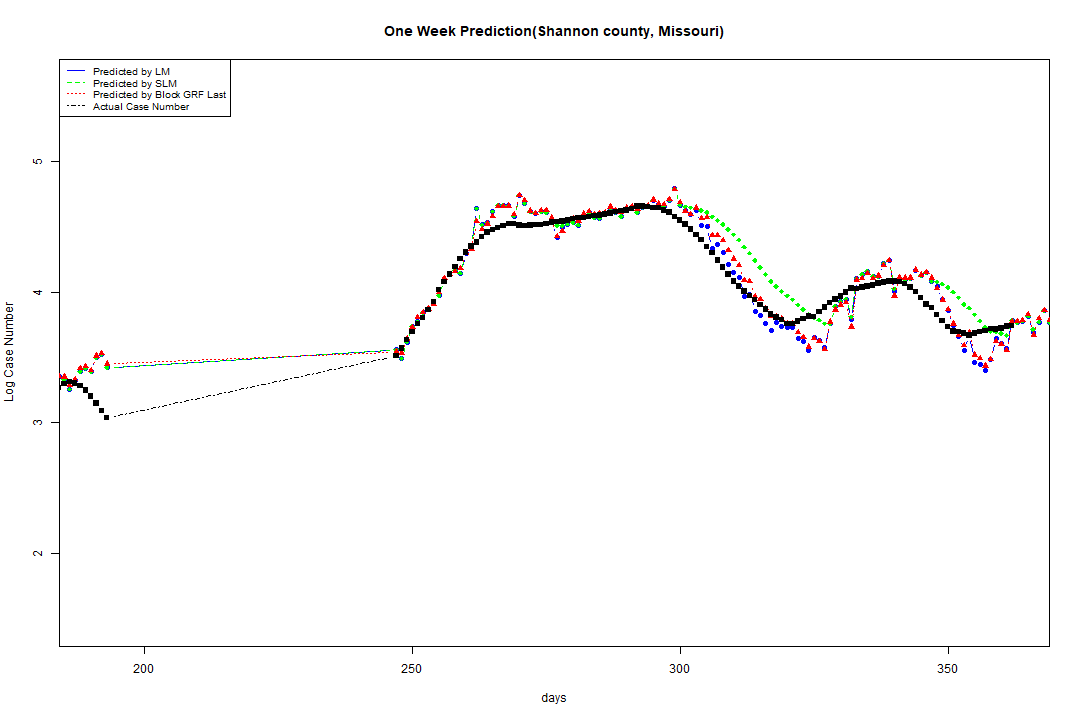 One Week Prediction(Shannon county, Missouri)
Predicted by LM
Predicted by SLM
Predicted by Block GRF Last
Actual Case Number
5
4
3
2
Log Case Number
200 250 300 350
days